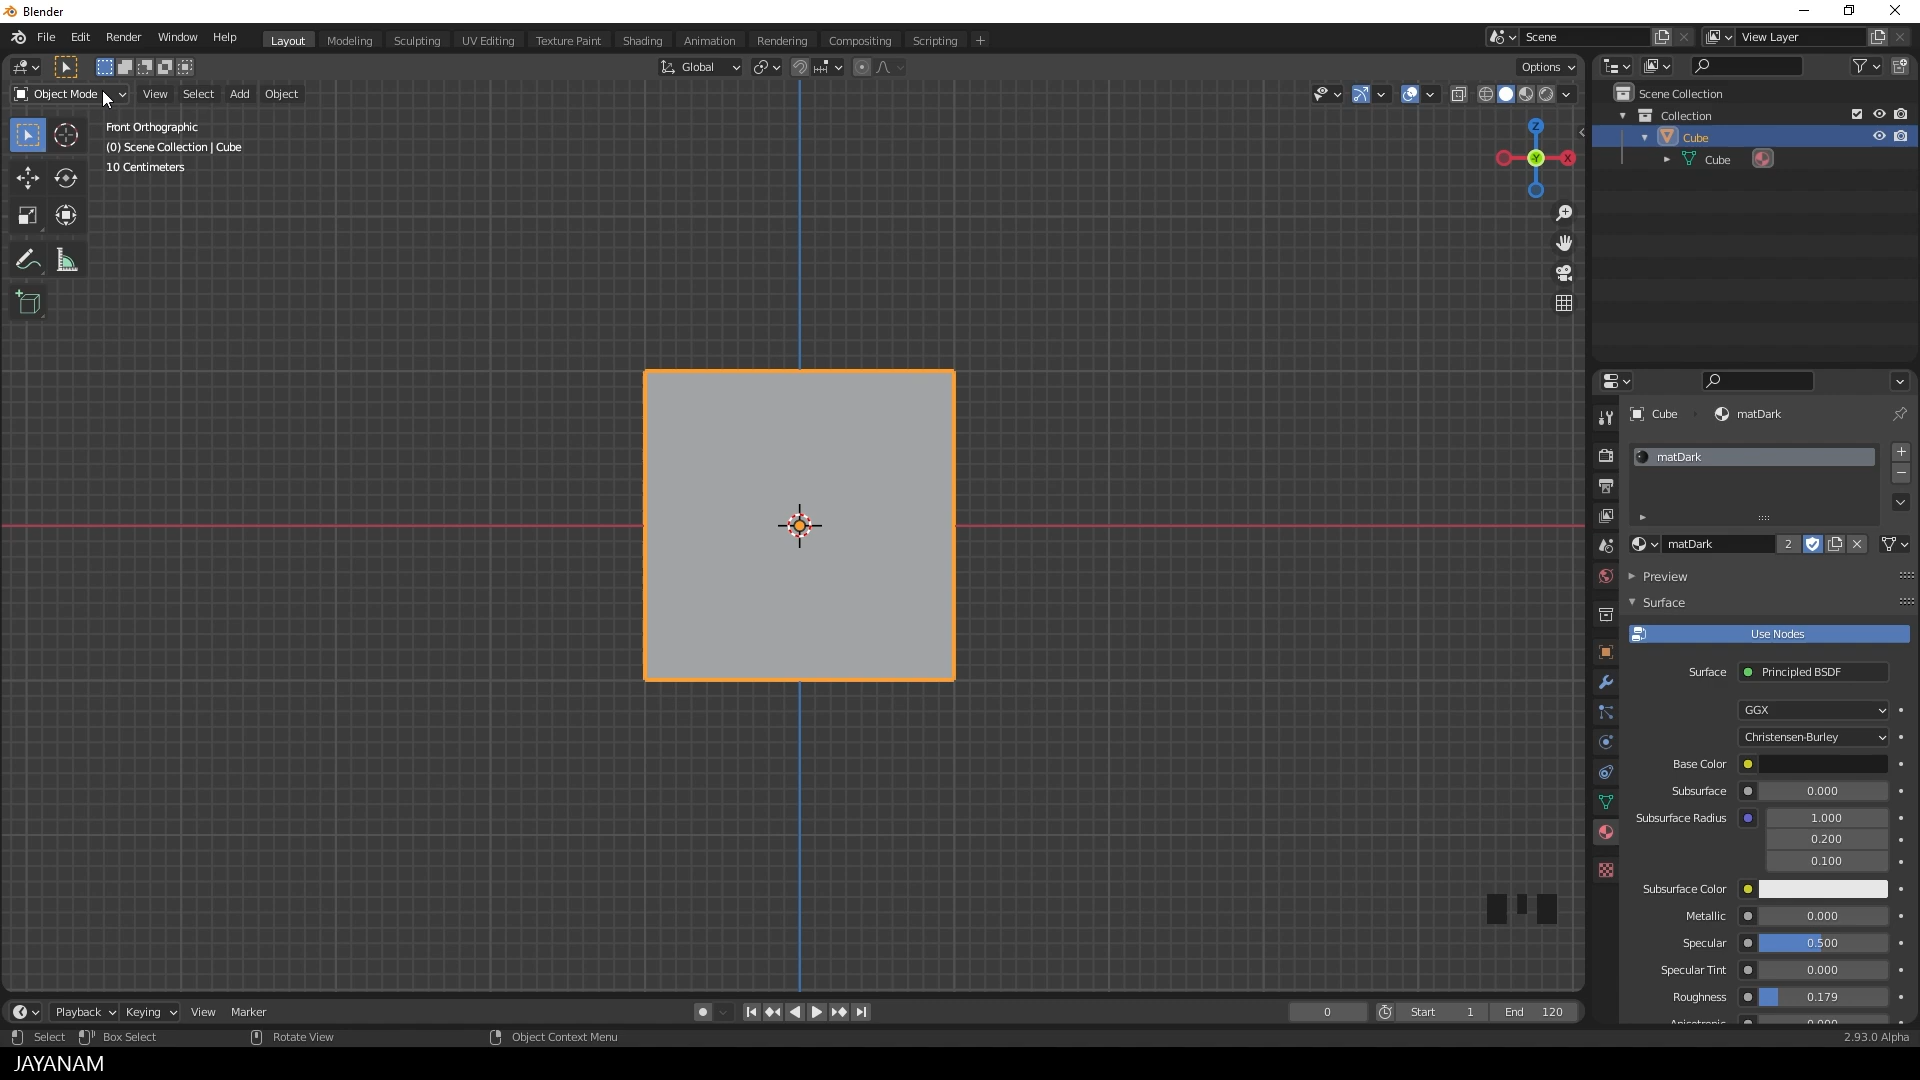 Blender
File Edit Render Window Help Layout Modeling Sculpting UV Editing Texture Paint Shading Animation Rendering Compositing Scripting + Scene View Layer
Global Options
Object Mode View Select Add Object
Front Orthographic
(0) Scene Collection | Cube
10 Centimeters
Z
Y
X
Scene Collection
Collection
Cube
Cube
Cube matDark
matDark
matDark 2
Preview
Surface
Use Nodes
Surface Principled BSDF
GGX
Christensen-Burley
Base Color
Subsurface 0.000
Subsurface Radius 1.000
0.200
0.100
Subsurface Color
Metallic 0.000
Specular 0.500
Specular Tint 0.000
Roughness 0.179
Anisotropic 0.000
Playback Keying View Marker 0 Start 1 End 120
Select Box Select Rotate View Object Context Menu 2.93.0 Alpha
JAYANAM